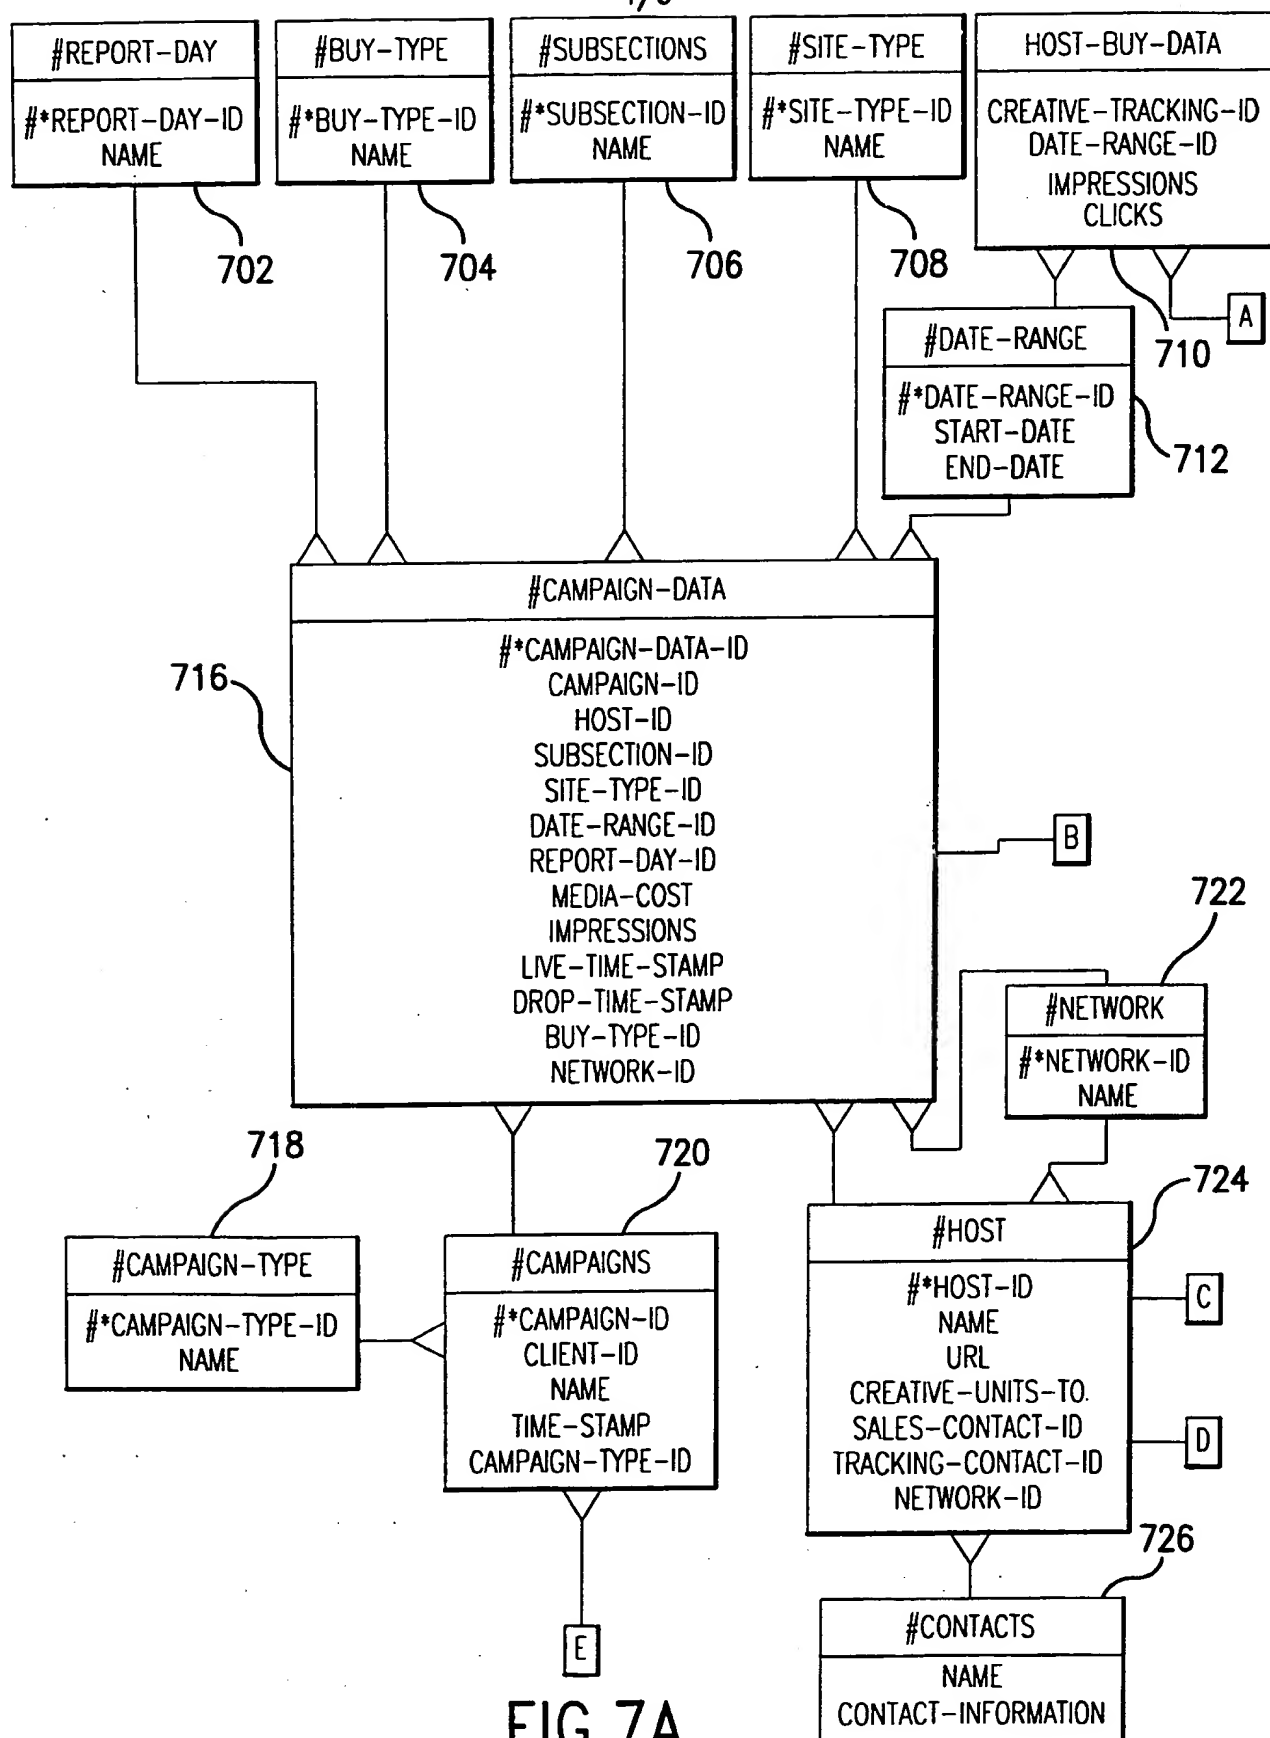 #REPORT-DAY
#*REPORT-DAY-ID
NAME
702
#BUY-TYPE
#*BUY-TYPE-ID
NAME
704
#SUBSECTIONS
#*SUBSECTION-ID
NAME
706
#SITE-TYPE
#*SITE-TYPE-ID
NAME
708
HOST-BUY-DATA
CREATIVE-TRACKING-ID
DATE-RANGE-ID
IMPRESSIONS
CLICKS
710
A
#DATE-RANGE
#*DATE-RANGE-ID
START-DATE
END-DATE
712
#CAMPAIGN-DATA
#*CAMPAIGN-DATA-ID
CAMPAIGN-ID
HOST-ID
SUBSECTION-ID
SITE-TYPE-ID
DATE-RANGE-ID
REPORT-DAY-ID
MEDIA-COST
IMPRESSIONS
LIVE-TIME-STAMP
DROP-TIME-STAMP
BUY-TYPE-ID
NETWORK-ID
716
B
722
#NETWORK
#*NETWORK-ID
NAME
718
#CAMPAIGN-TYPE
#*CAMPAIGN-TYPE-ID
NAME
720
#CAMPAIGNS
#*CAMPAIGN-ID
CLIENT-ID
NAME
TIME-STAMP
CAMPAIGN-TYPE-ID
E
724
#HOST
#*HOST-ID
NAME
URL
CREATIVE-UNITS-TO.
SALES-CONTACT-ID
TRACKING-CONTACT-ID
NETWORK-ID
C
D
726
#CONTACTS
NAME
CONTACT-INFORMATION
FIG 7A